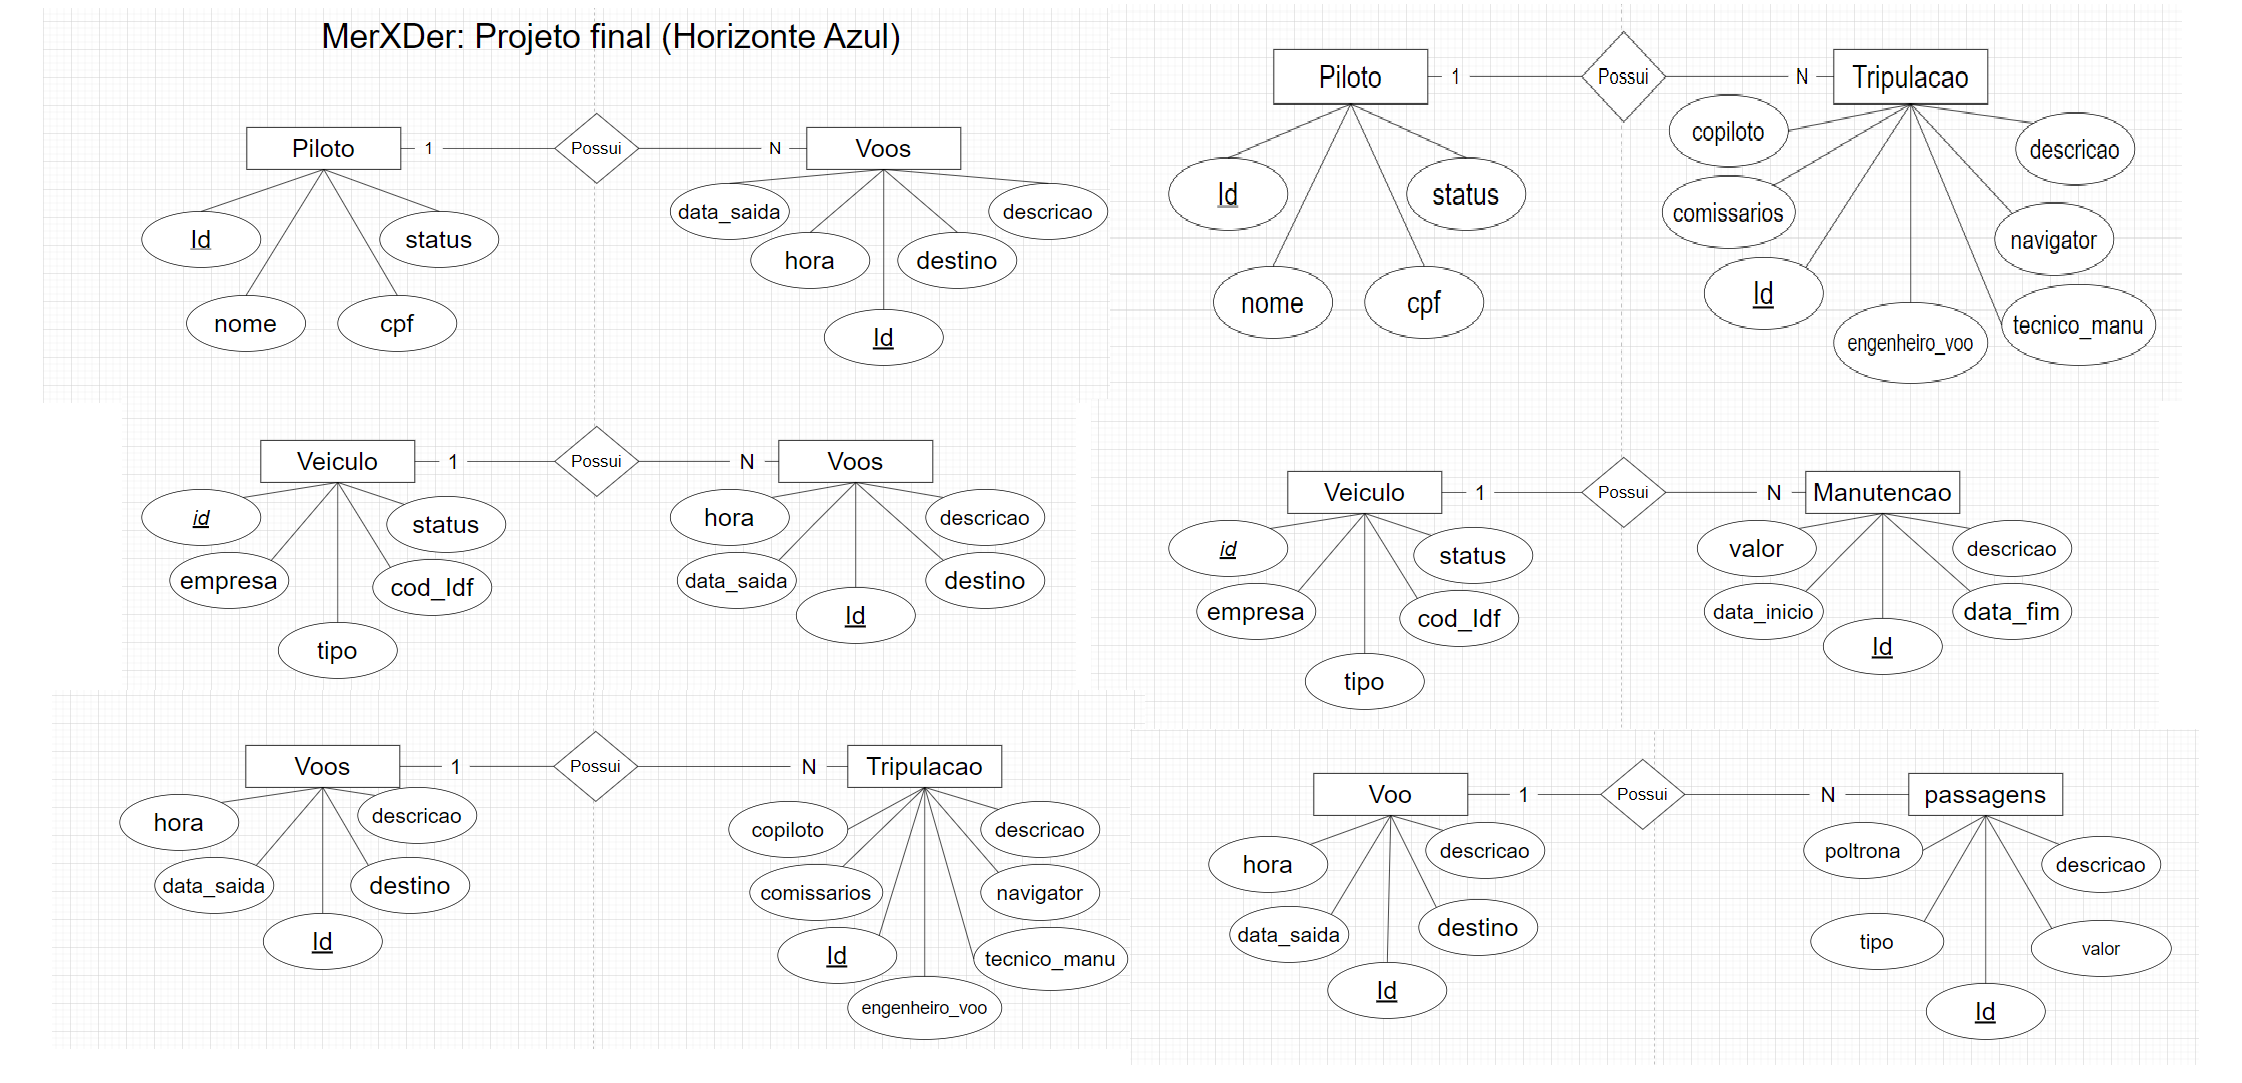 MerXDer: Projeto final (Horizonte Azul)
Piloto 1 Possui N Voos
Id
nome
cpf
status
data_saida
hora
Id
destino
descricao
Piloto 1 Possui N Tripulacao
Id
nome
cpf
status
copiloto
comissarios
Id
engenheiro_voo
tecnico_manu
navigator
descricao
Veiculo 1 Possui N Voos
id
empresa
tipo
cod_Idf
status
hora
data_saida
Id
destino
descricao
Veiculo 1 Possui N Manutencao
id
empresa
tipo
cod_Idf
status
valor
data_inicio
Id
data_fim
descricao
Voos 1 Possui N Tripulacao
hora
data_saida
Id
destino
descricao
copiloto
comissarios
Id
engenheiro_voo
tecnico_manu
navigator
descricao
Voo 1 Possui N passagens
hora
data_saida
Id
destino
descricao
poltrona
tipo
Id
valor
descricao